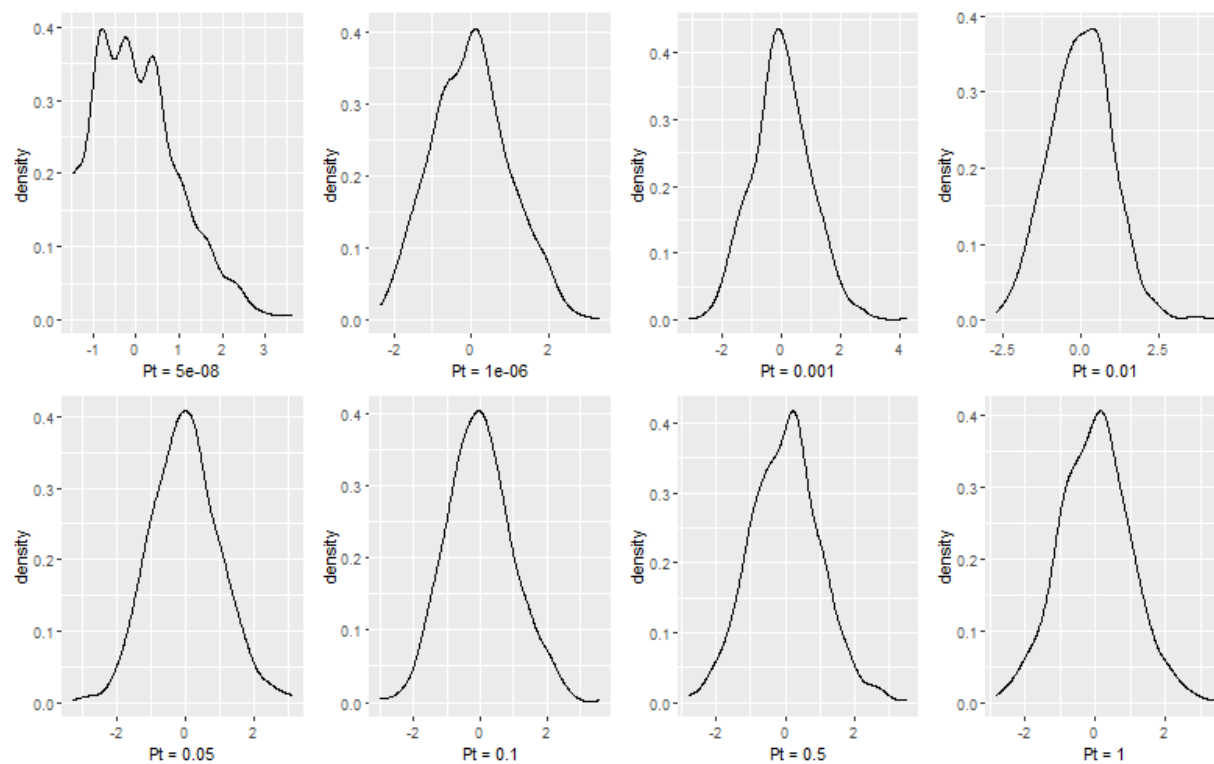 0.4
0.3
0.2
0.1
0.0
density
-1 0 1 2 3
Pt = 5e-08
0.4
0.3
0.2
0.1
0.0
density
-2 0 2
Pt = 1e-06
0.4
0.3
0.2
0.1
0.0
density
-2 0 2 4
Pt = 0.001
0.4
0.3
0.2
0.1
0.0
density
-2.5 0.0 2.5
Pt = 0.01
0.4
0.3
0.2
0.1
0.0
density
-2 0 2
Pt = 0.05
0.4
0.3
0.2
0.1
0.0
density
-2 0 2
Pt = 0.1
0.4
0.3
0.2
0.1
0.0
density
-2 0 2
Pt = 0.5
0.4
0.3
0.2
0.1
0.0
density
-2 0 2
Pt = 1